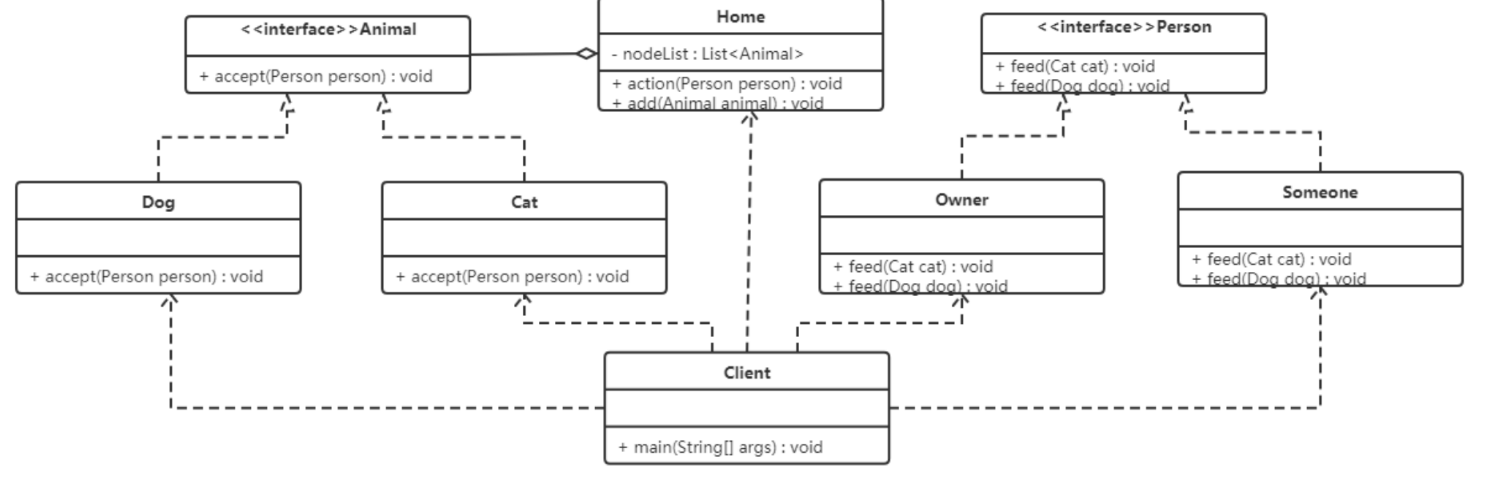 <<interface>>Animal
+ accept(Person person) : void
Home
- nodeList : List<Animal>
+ action(Person person) : void
+ add(Animal animal) : void
<<interface>>Person
+ feed(Cat cat) : void
+ feed(Dog dog) : void
Dog
+ accept(Person person) : void
Cat
+ accept(Person person) : void
Owner
+ feed(Cat cat) : void
+ feed(Dog dog) : void
Someone
+ feed(Cat cat) : void
+ feed(Dog dog) : void
Client
+ main(String[] args) : void